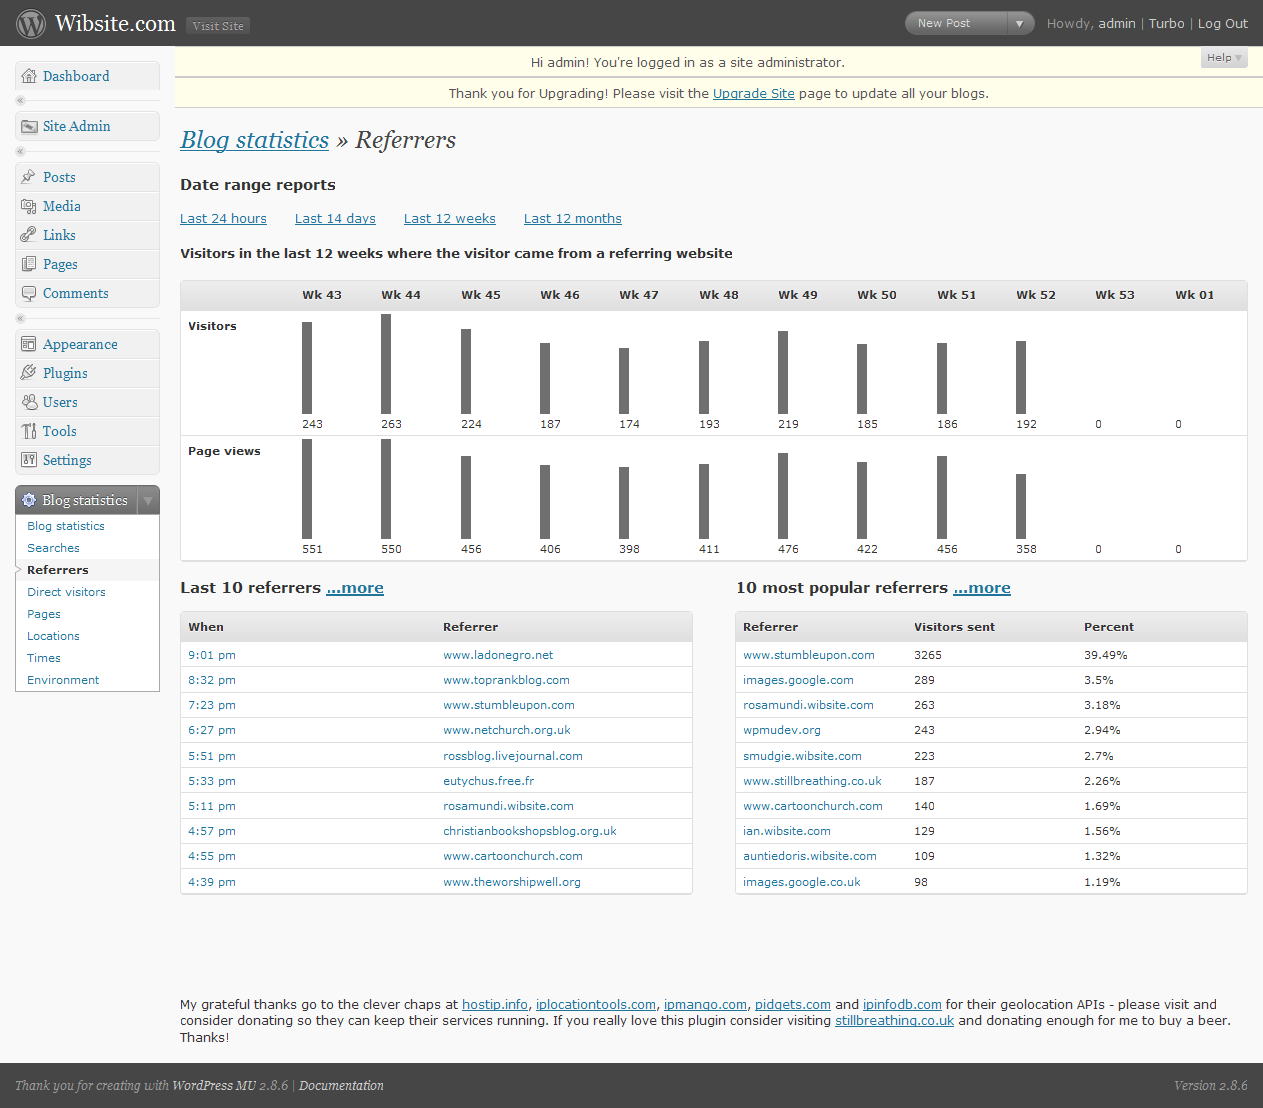 Wibsite.com Visit Site New Post ▼ Howdy, admin | Turbo | Log Out
Hi admin! You're logged in as a site administrator. Help ▼
Thank you for Upgrading! Please visit the Upgrade Site page to update all your blogs.
Dashboard
Site Admin
Posts
Media
Links
Pages
Comments
Appearance
Plugins
Users
Tools
Settings
Blog statistics
Blog statistics
Searches
Referrers
Direct visitors
Pages
Locations
Times
Environment
Blog statistics » Referrers
Date range reports
Last 24 hours Last 14 days Last 12 weeks Last 12 months
Visitors in the last 12 weeks where the visitor came from a referring website
Wk 43 Wk 44 Wk 45 Wk 46 Wk 47 Wk 48 Wk 49 Wk 50 Wk 51 Wk 52 Wk 53 Wk 01
Visitors
243 263 224 187 174 193 219 185 186 192 0 0
Page views
551 550 456 406 398 411 476 422 456 358 0 0
Last 10 referrers ...more
When Referrer
9:01 pm www.ladonegro.net
8:32 pm www.toprankblog.com
7:23 pm www.stumbleupon.com
6:27 pm www.netchurch.org.uk
5:51 pm rossblog.livejournal.com
5:33 pm eutychus.free.fr
5:11 pm rosamundi.wibsite.com
4:57 pm christianbookshopsblog.org.uk
4:55 pm www.cartoonchurch.com
4:39 pm www.theworshipwell.org
10 most popular referrers ...more
Referrer Visitors sent Percent
www.stumbleupon.com 3265 39.49%
images.google.com 289 3.5%
rosamundi.wibsite.com 263 3.18%
wpmudev.org 243 2.94%
smudgie.wibsite.com 223 2.7%
www.stillbreathing.co.uk 187 2.26%
www.cartoonchurch.com 140 1.69%
ian.wibsite.com 129 1.56%
auntiedoris.wibsite.com 109 1.32%
images.google.co.uk 98 1.19%
My grateful thanks go to the clever chaps at hostip.info, iplocationtools.com, ipmango.com, pidgets.com and ipinfodb.com for their geolocation APIs - please visit and
consider donating so they can keep their services running. If you really love this plugin consider visiting stillbreathing.co.uk and donating enough for me to buy a beer.
Thanks!
Thank you for creating with WordPress MU 2.8.6 | Documentation Version 2.8.6